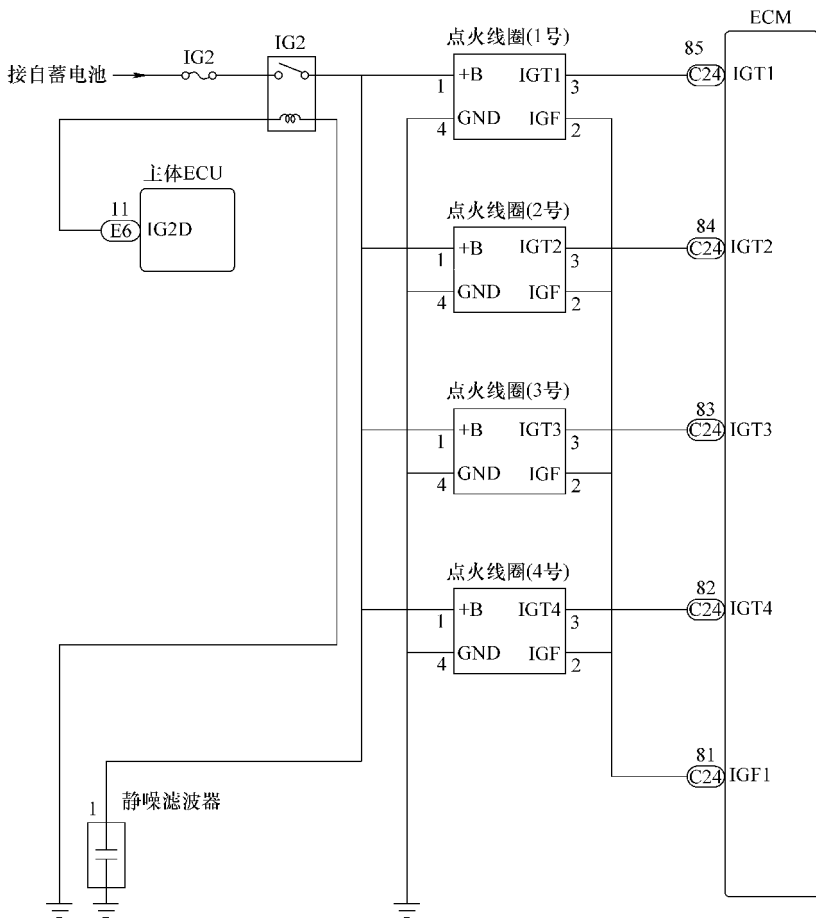 ECM
IG2
IG2
接自蓄电池
主体ECU
11
E6
IG2D
点火线圈(1号)
+B
IGT1
1
3
GND
IGF
4
2
85
C24
IGT1
点火线圈(2号)
+B
IGT2
1
3
GND
IGF
4
2
84
C24
IGT2
点火线圈(3号)
+B
IGT3
1
3
GND
IGF
4
2
83
C24
IGT3
点火线圈(4号)
+B
IGT4
1
3
GND
IGF
4
2
82
C24
IGT4
81
C24
IGF1
1
静噪滤波器